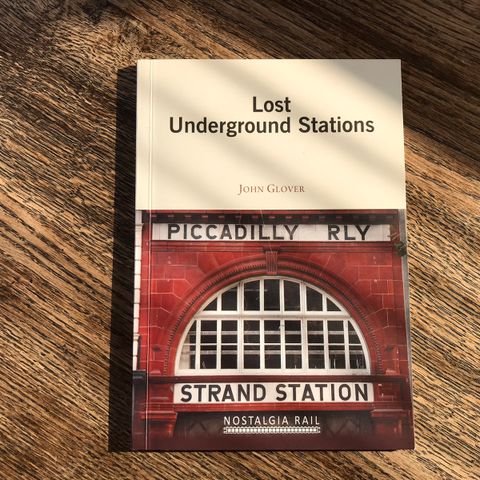 Lost
Underground Stations
JOHN GLOVER
PICCADILLY RLY
STRAND STATION
NOSTALGIA RAIL